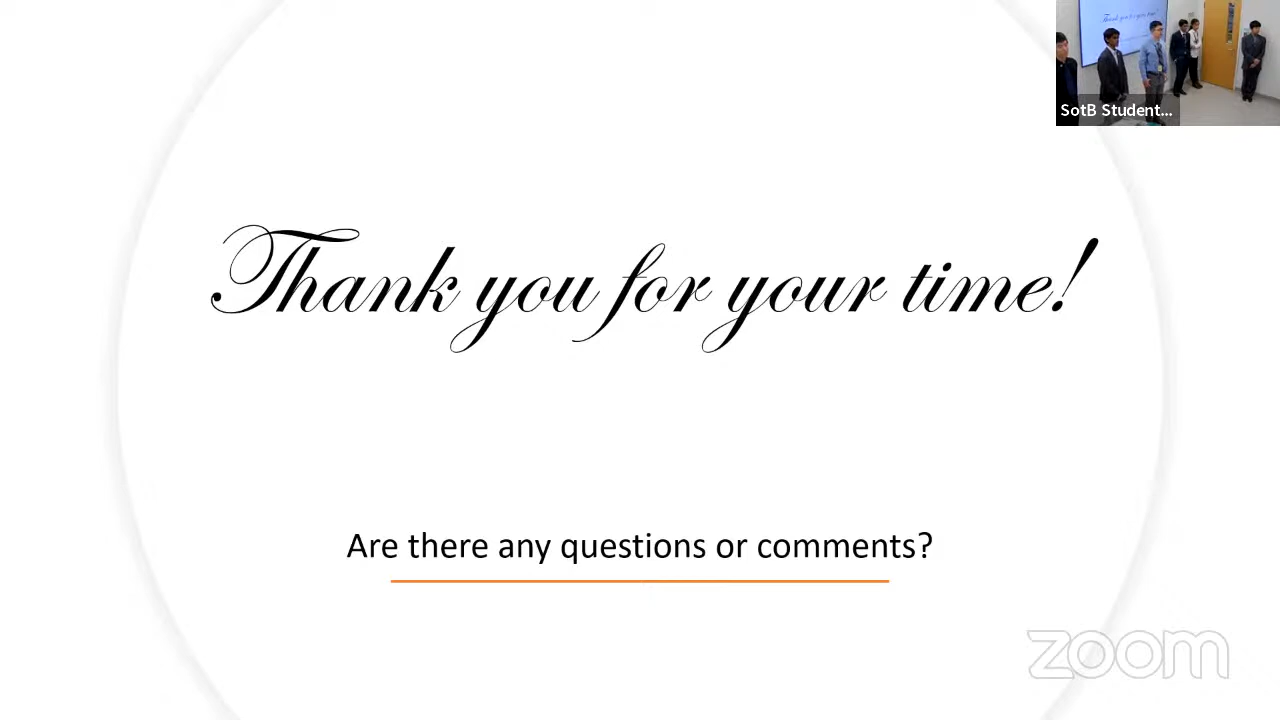 SotB Student...
Thank you for your time!
Are there any questions or comments?
zoom